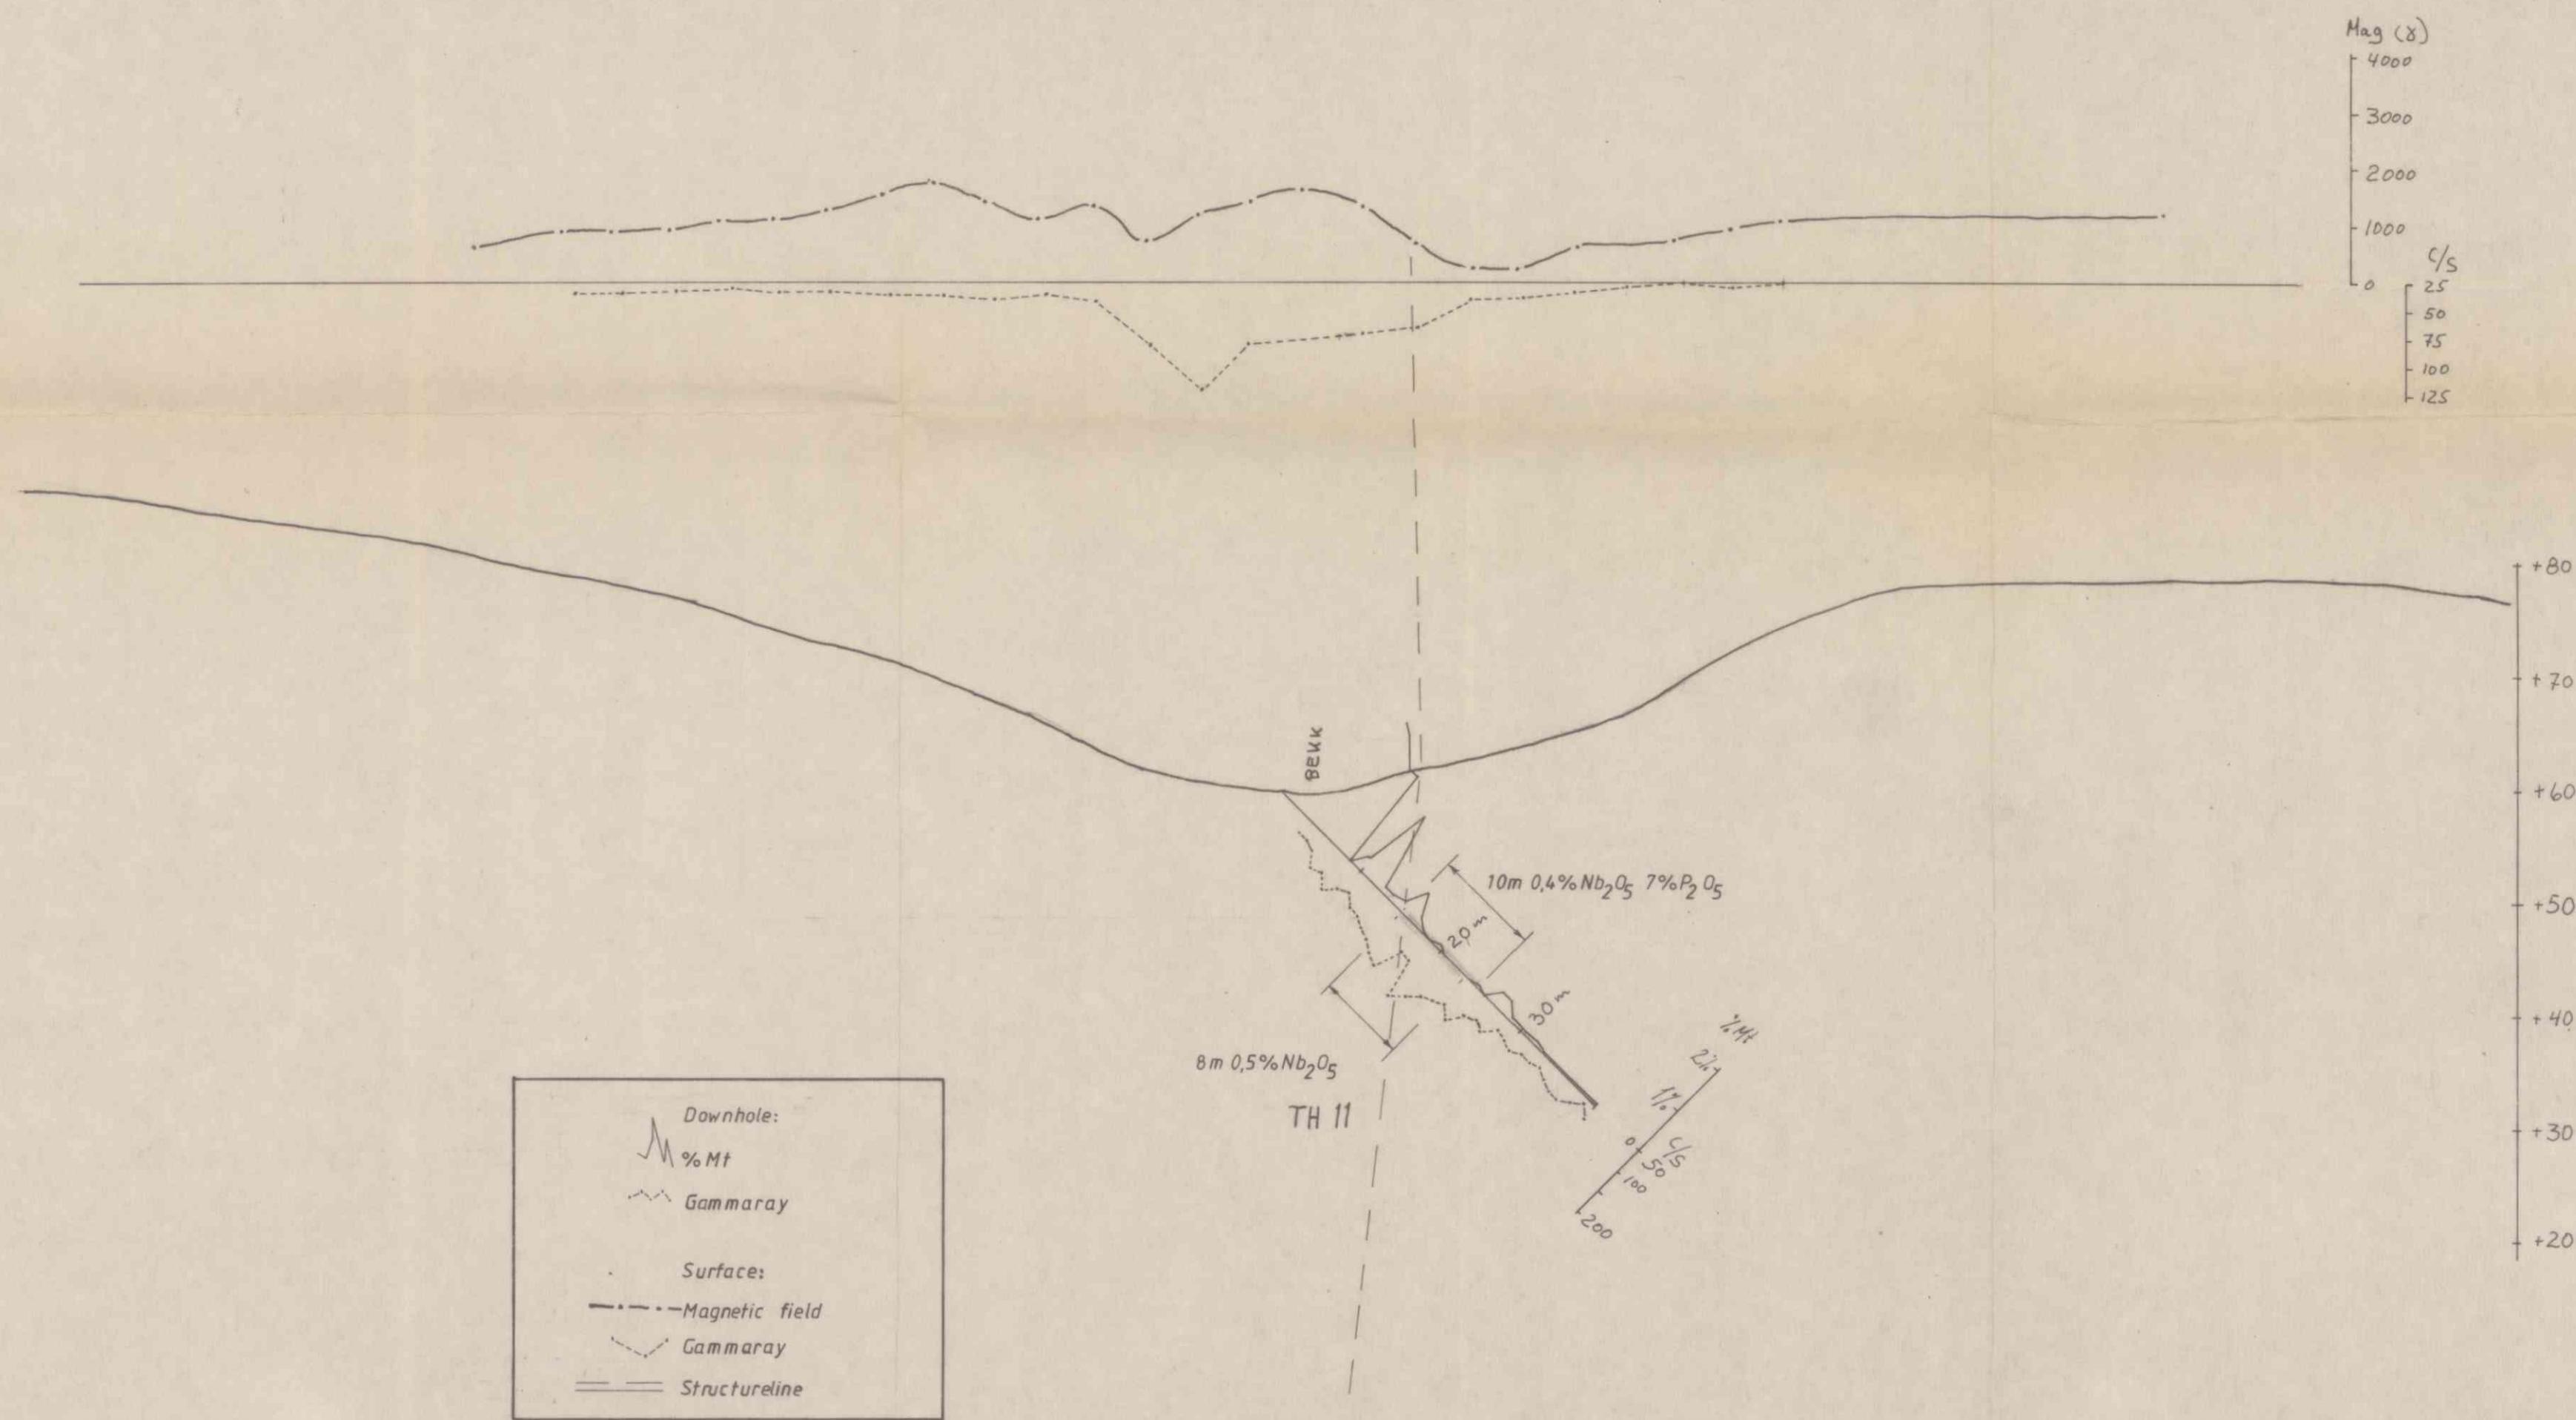 Mag (γ)
4000
3000
2000
1000
0
C/S
25
50
75
100
125
+80
+70
+60
+50
+40
+30
+20
BEKK
10m 0,4% Nb2O5 7% P2O5
20 m
30 m
8m 0,5% Nb2O5
TH 11
% Mt
2%
1%
0
C/S
50
100
200
Downhole:
% Mt
Gammaray
Surface:
Magnetic field
Gammaray
Structureline